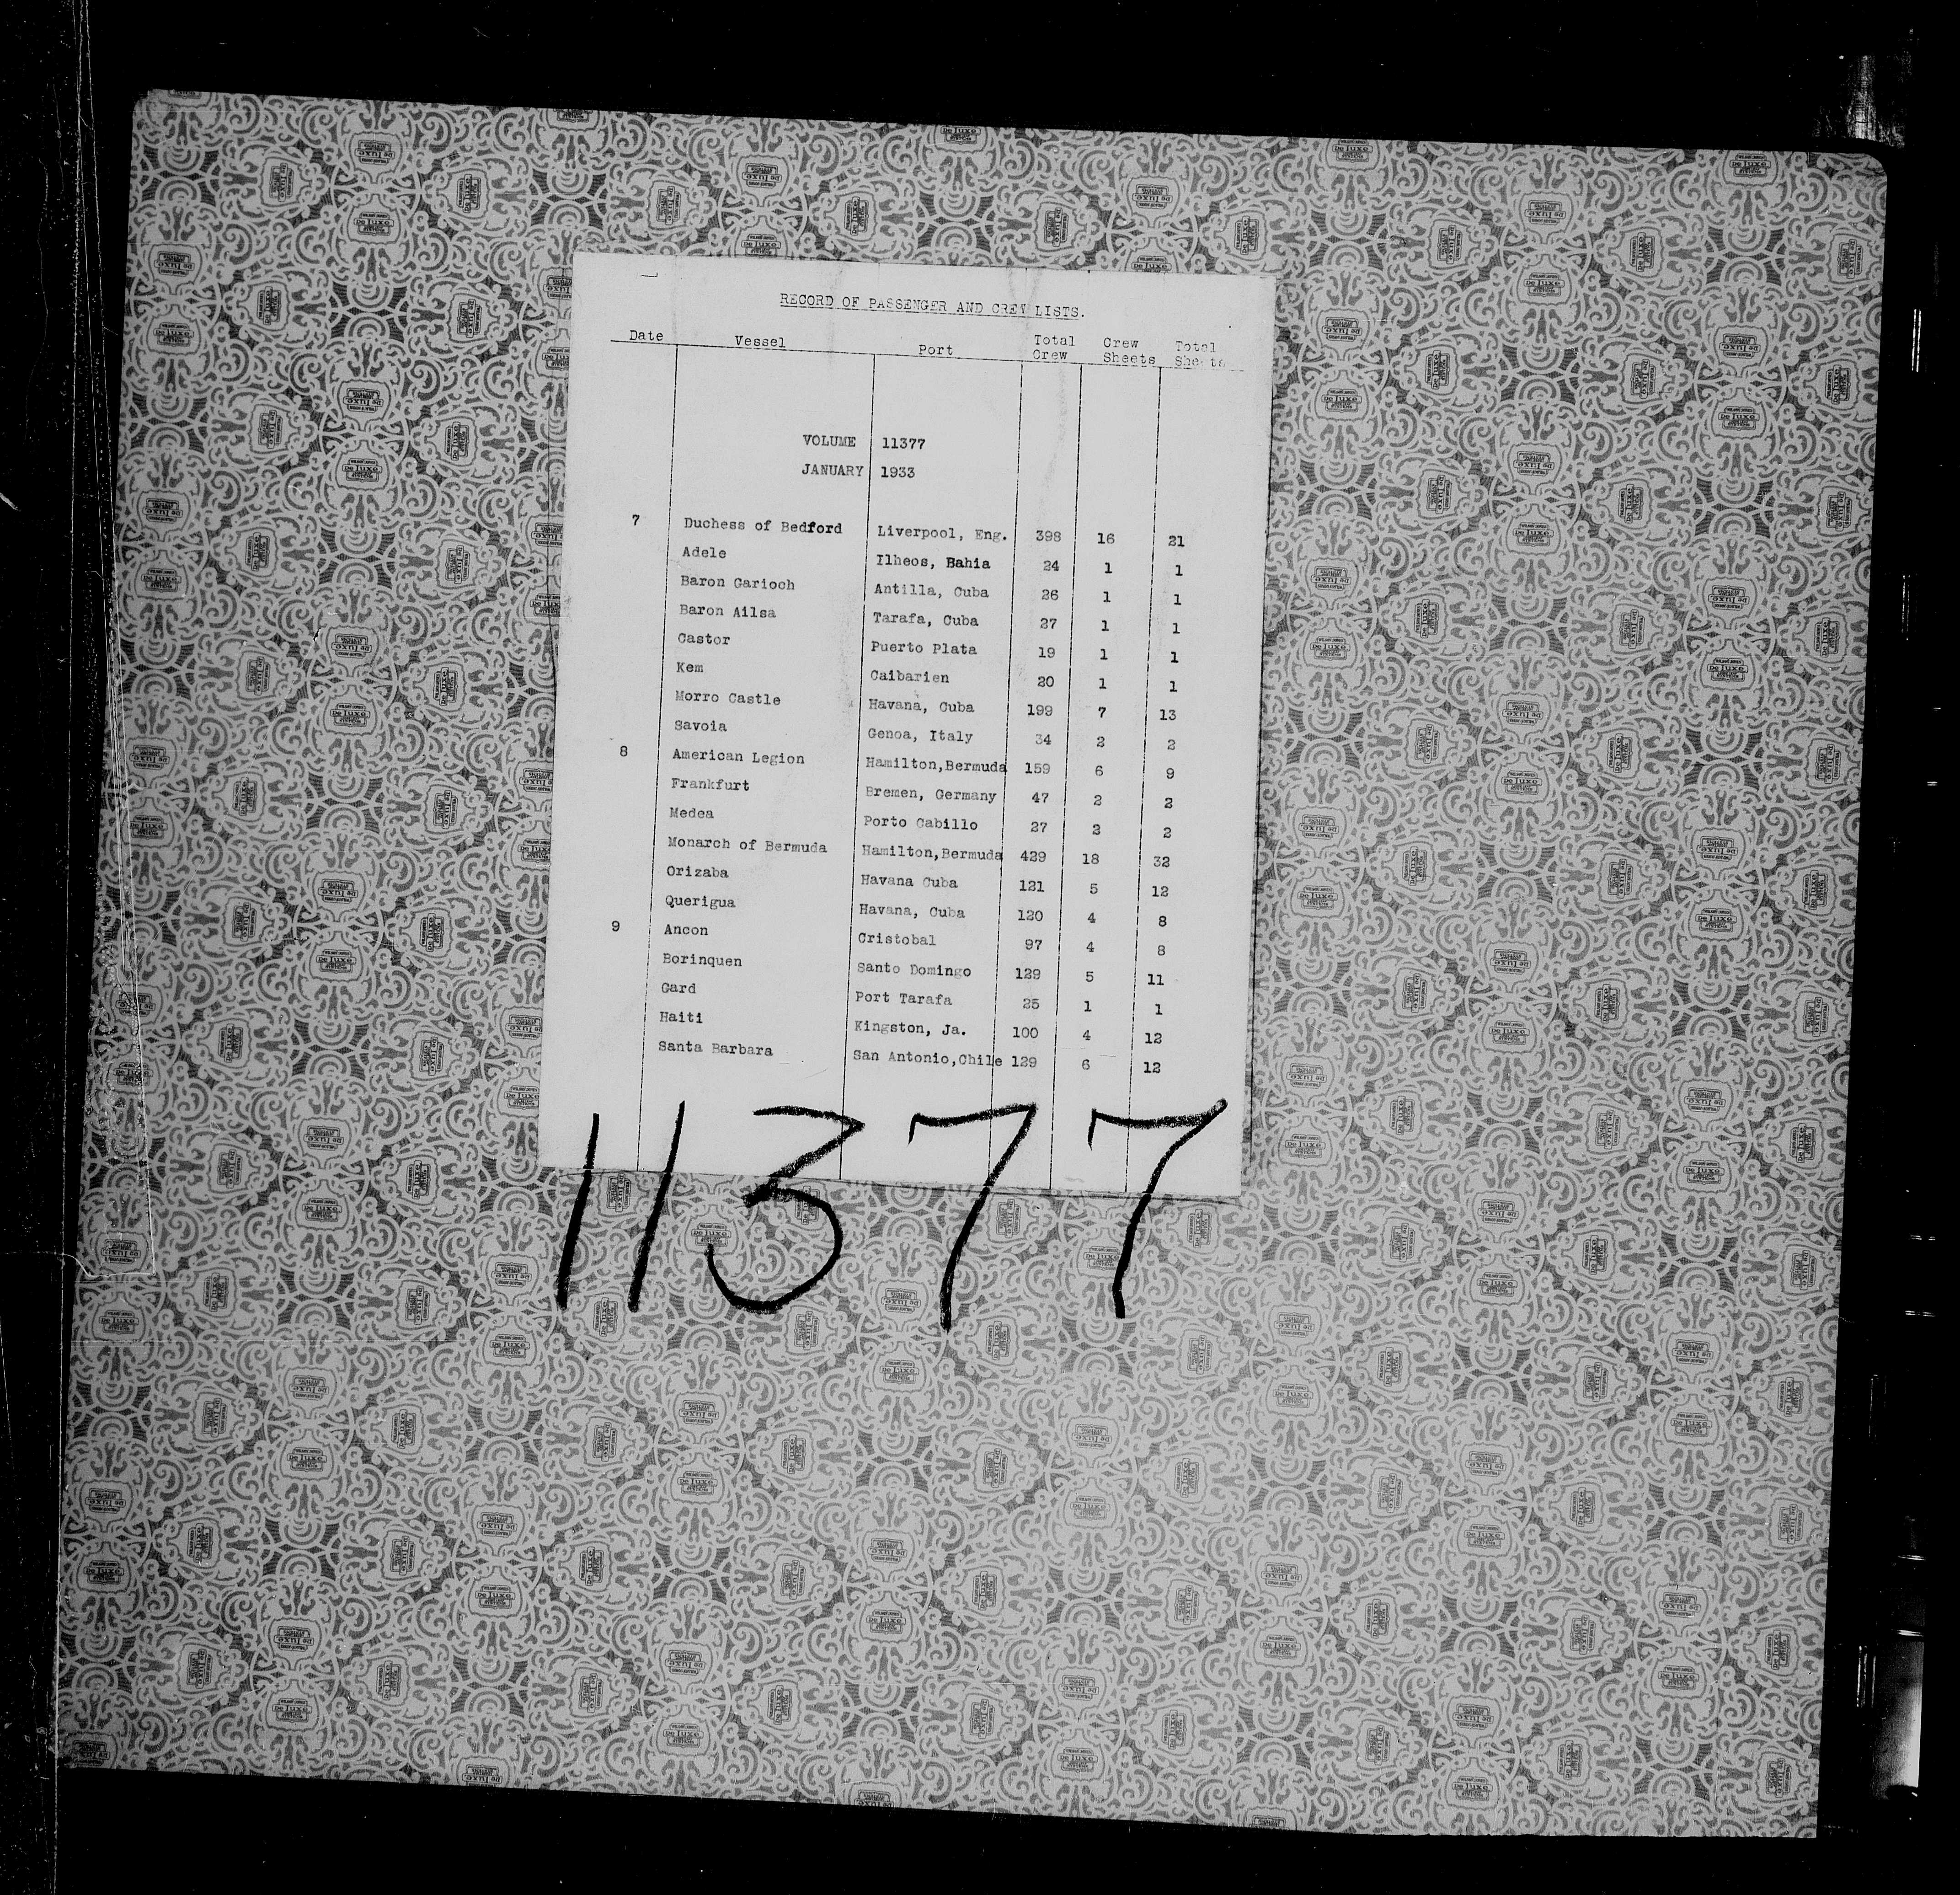 RECORD OF PASSENGER AND CREW LISTS.
Date Vessel Port Total Crew Crew Sheets Total Sheets
VOLUME 11377
JANUARY 1933
7 Duchess of Bedford Liverpool, Eng. 398 16 21
Adele Ilheos, Bahia 24 1 1
Baron Garioch Antilla, Cuba 26 1 1
Baron Ailsa Tarafa, Cuba 27 1 1
Castor Puerto Plata 19 1 1
Kem Caibarien 20 1 1
Morro Castle Havana, Cuba 199 7 13
Savoia Genoa, Italy 34 2 2
8 American Legion Hamilton,Bermuda 159 6 9
Frankfurt Bremen, Germany 47 2 2
Medea Porto Cabillo 27 2 2
Monarch of Bermuda Hamilton,Bermuda 429 18 32
Orizaba Havana Cuba 121 5 12
Querigua Havana, Cuba 120 4 8
9 Ancon Cristobal 97 4 8
Borinquen Santo Domingo 129 5 11
Gard Port Tarafa 25 1 1
Haiti Kingston, Ja. 100 4 12
Santa Barbara San Antonio,Chile 129 6 12
11377